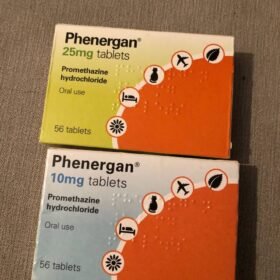 Phenergan®
25mg tablets
Promethazine
hydrochloride
Oral use
56 tablets
Phenergan®
10mg tablets
Promethazine
hydrochloride
Oral use
56 tablets